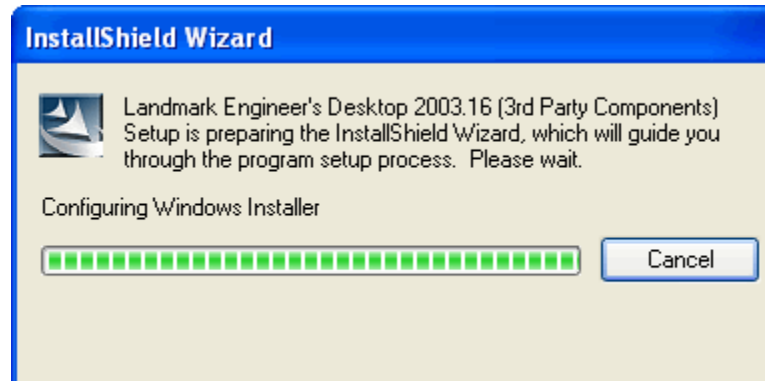 InstallShield Wizard
Landmark Engineer's Desktop 2003.16 (3rd Party Components)
Setup is preparing the InstallShield Wizard, which will guide you
through the program setup process.  Please wait.
Configuring Windows Installer
Cancel